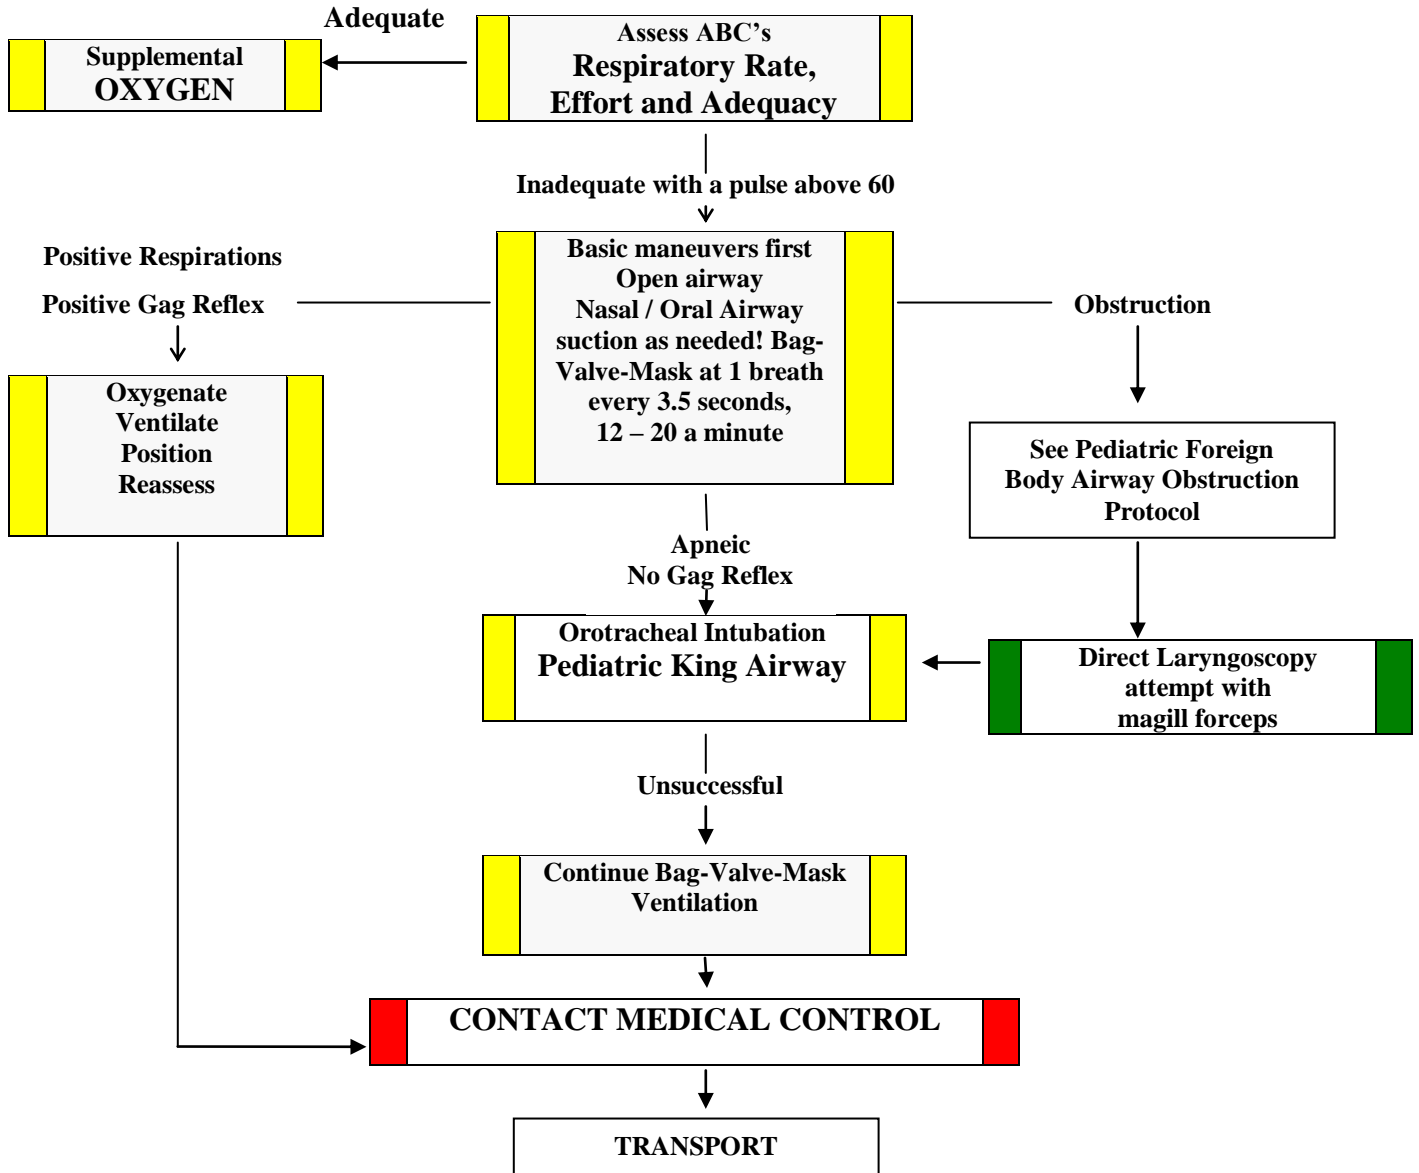 Adequate
Supplemental
OXYGEN
Assess ABC’s
Respiratory Rate,
Effort and Adequacy
Inadequate with a pulse above 60
Positive Respirations
Positive Gag Reflex
Basic maneuvers first
Open airway
Nasal / Oral Airway
suction as needed! Bag-
Valve-Mask at 1 breath
every 3.5 seconds,
12 – 20 a minute
Obstruction
Oxygenate
Ventilate
Position
Reassess
See Pediatric Foreign
Body Airway Obstruction
Protocol
Apneic
No Gag Reflex
Orotracheal Intubation
Pediatric King Airway
Direct Laryngoscopy
attempt with
magill forceps
Unsuccessful
Continue Bag-Valve-Mask
Ventilation
CONTACT MEDICAL CONTROL
TRANSPORT